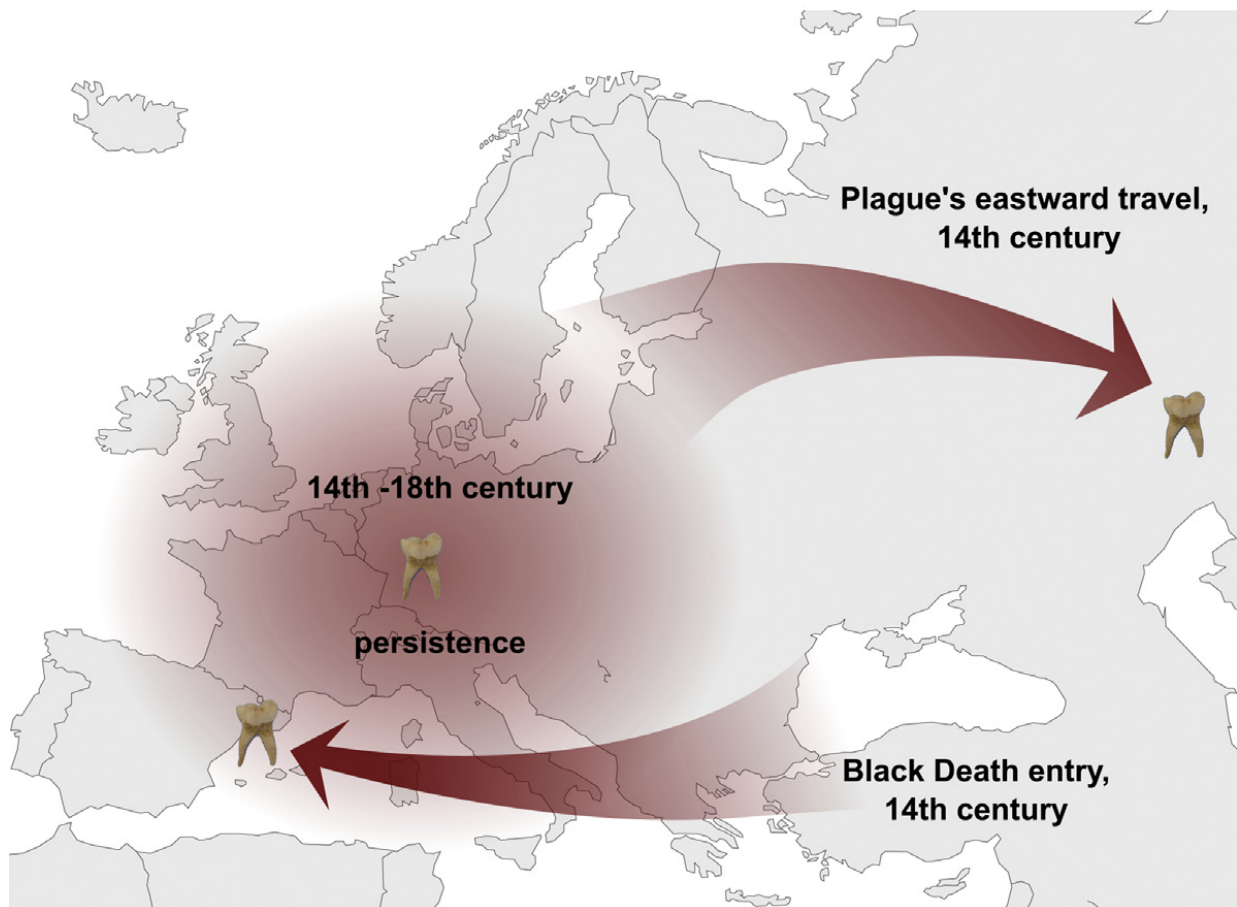 Plague's eastward travel,
14th century
14th -18th century
persistence
Black Death entry,
14th century